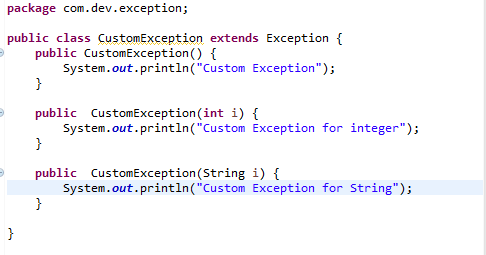 package com.dev.exception;
public class CustomException extends Exception {
public CustomException() {
System.out.println("Custom Exception");
}
public  CustomException(int i) {
System.out.println("Custom Exception for integer");
}
public  CustomException(String i) {
System.out.println("Custom Exception for String");
}
}